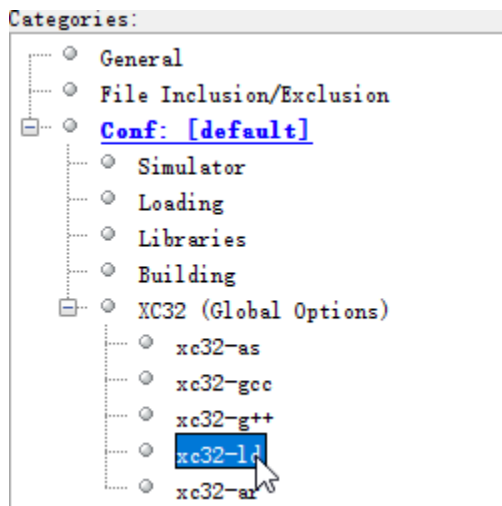 Categories:
General
File Inclusion/Exclusion
Conf: [default]
Simulator
Loading
Libraries
Building
XC32 (Global Options)
xc32-as
xc32-gcc
xc32-g++
xc32-ld
xc32-ar